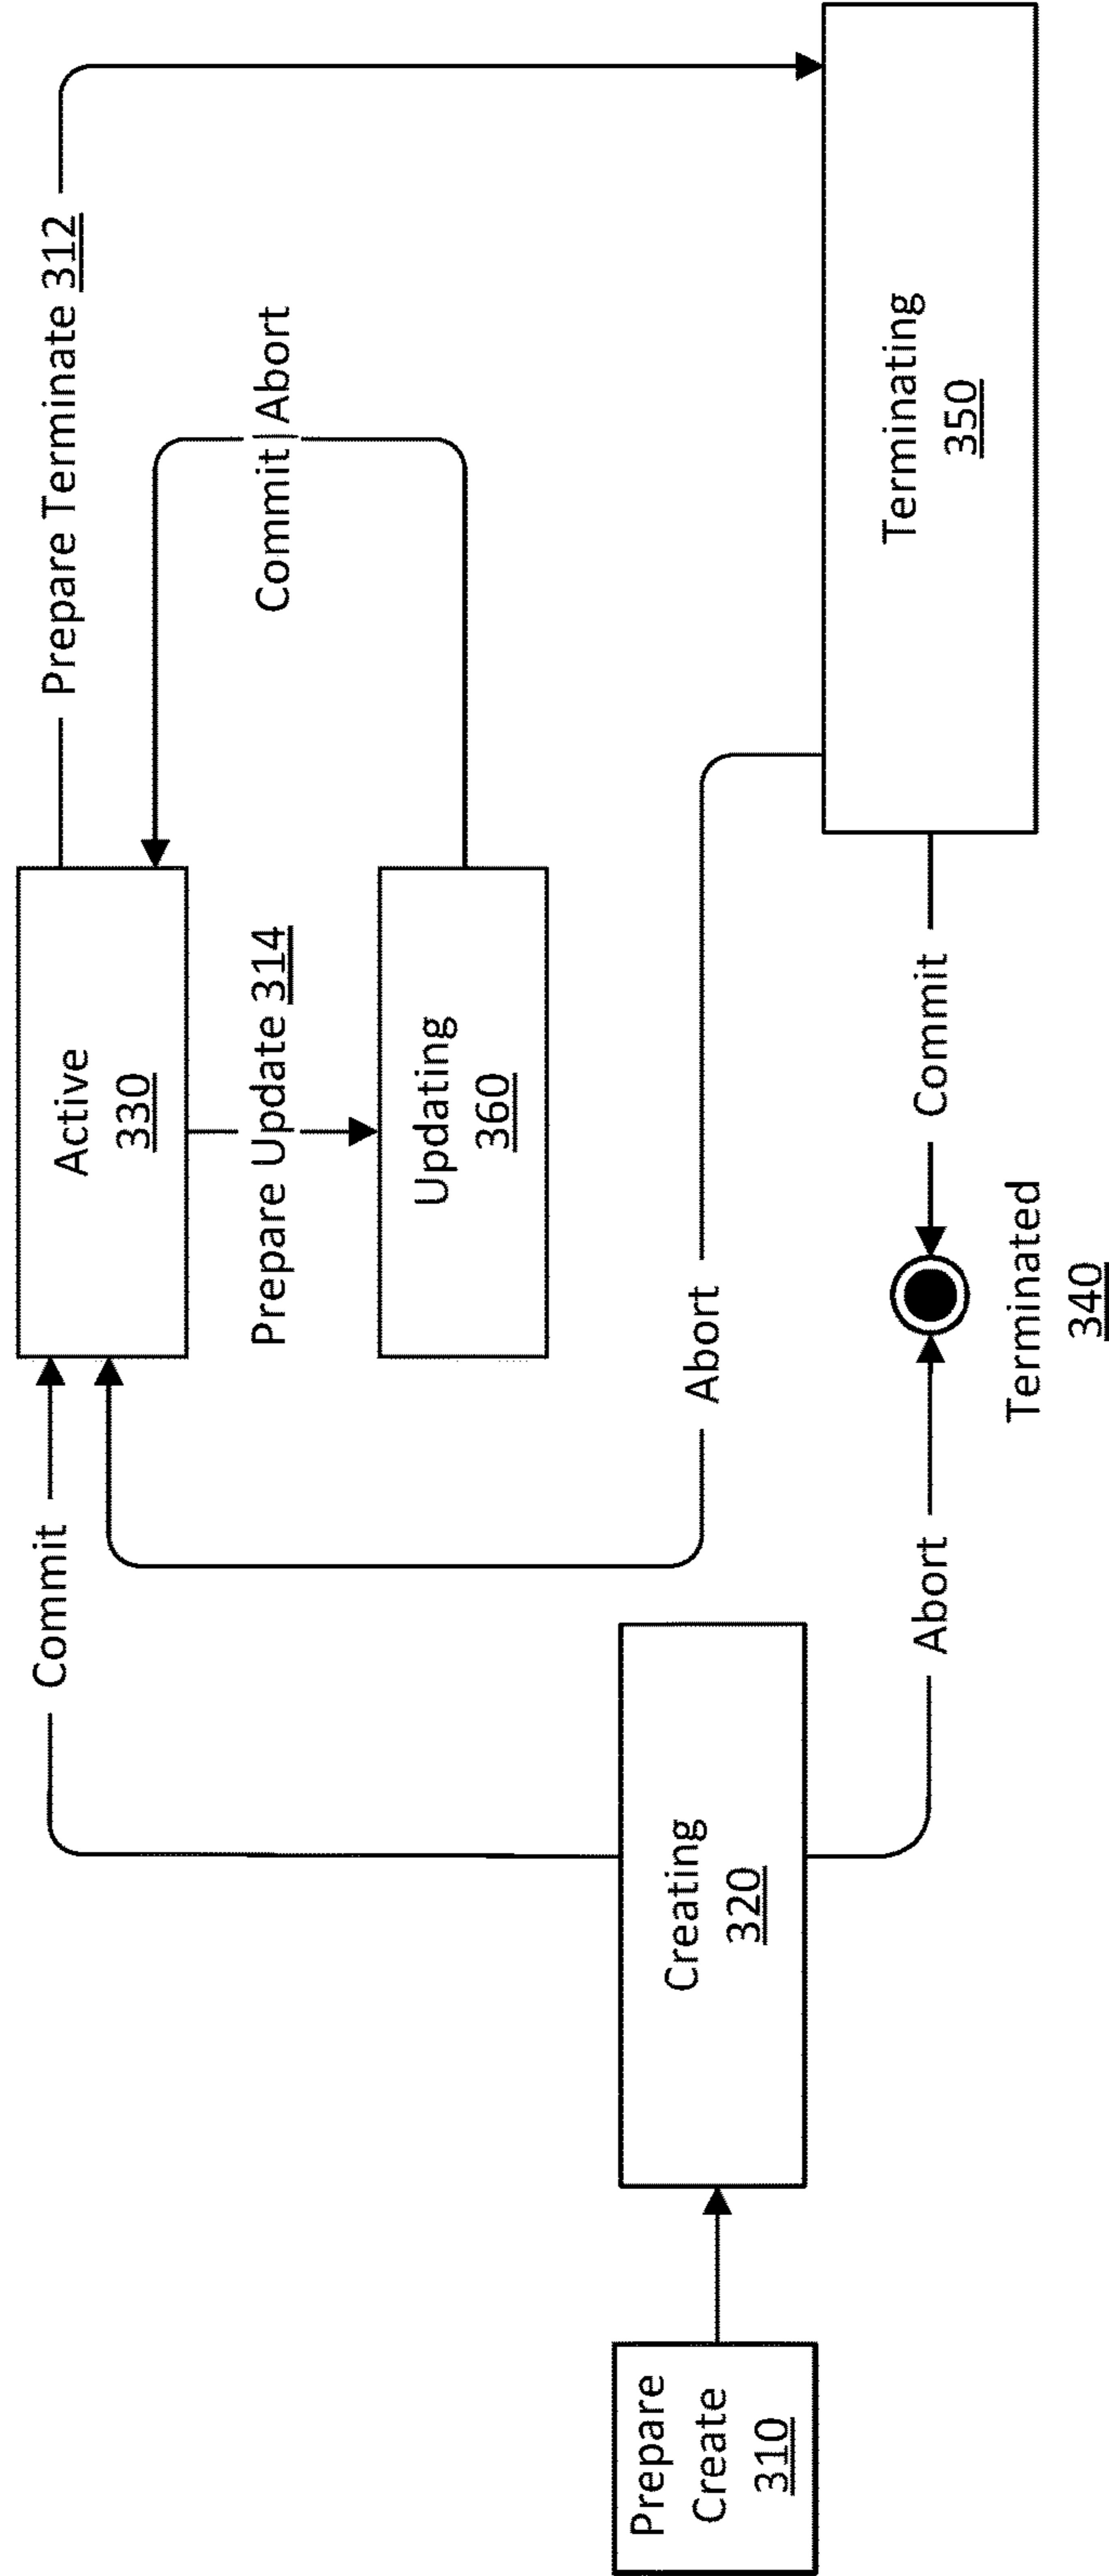 Prepare
Create
310
Creating
320
Commit
Abort
Abort
Active
330
Prepare Update 314
Updating
360
Terminated
340
Commit
Commit|Abort
Prepare Terminate 312
Terminating
350